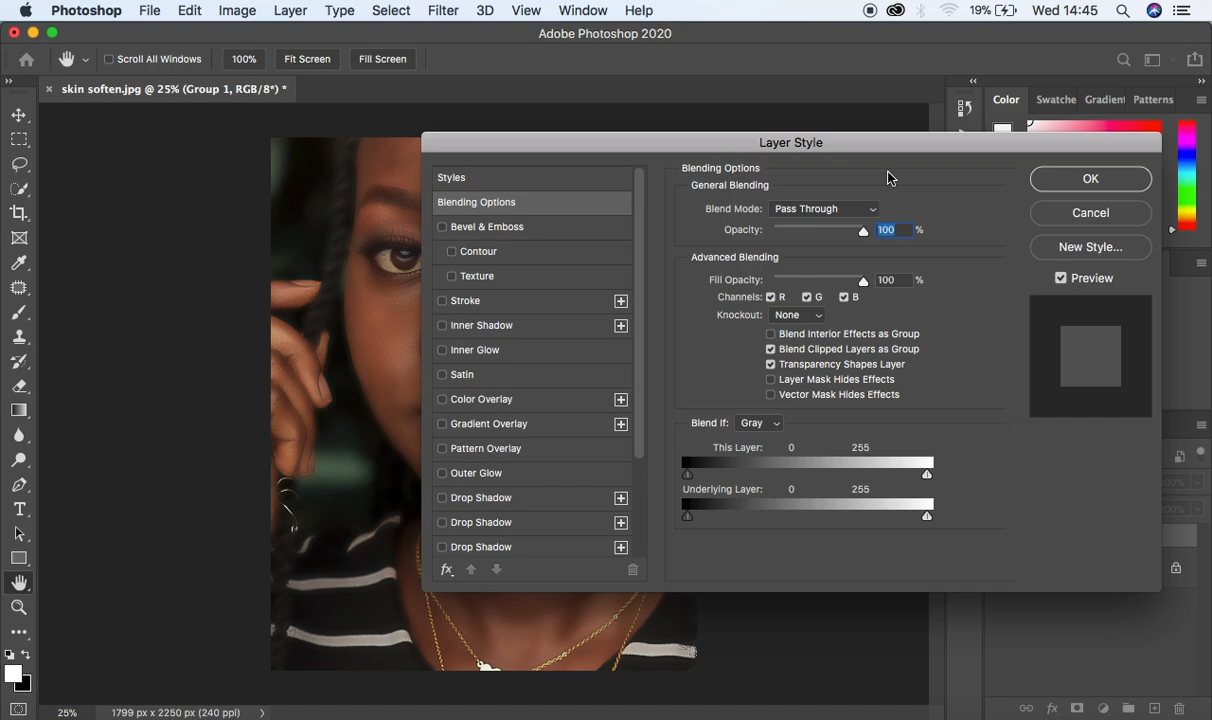 Photoshop File Edit Image Layer Type Select Filter 3D View Window Help 19% Wed 14:45
Adobe Photoshop 2020
Scroll All Windows 100% Fit Screen Fill Screen
skin soften.jpg @ 25% (Group 1, RGB/8*) *
Color Swatche Gradient Patterns
Layer Style
Styles
Blending Options
Bevel & Emboss
Contour
Texture
Stroke
Inner Shadow
Inner Glow
Satin
Color Overlay
Gradient Overlay
Pattern Overlay
Outer Glow
Drop Shadow
Drop Shadow
Drop Shadow
fx
Blending Options
General Blending
Blend Mode: Pass Through
Opacity: 100 %
Advanced Blending
Fill Opacity: 100 %
Channels: R G B
Knockout: None
Blend Interior Effects as Group
Blend Clipped Layers as Group
Transparency Shapes Layer
Layer Mask Hides Effects
Vector Mask Hides Effects
Blend If: Gray
This Layer: 0 255
Underlying Layer: 0 255
OK
Cancel
New Style...
Preview
25% 1799 px x 2250 px (240 ppi)
fx